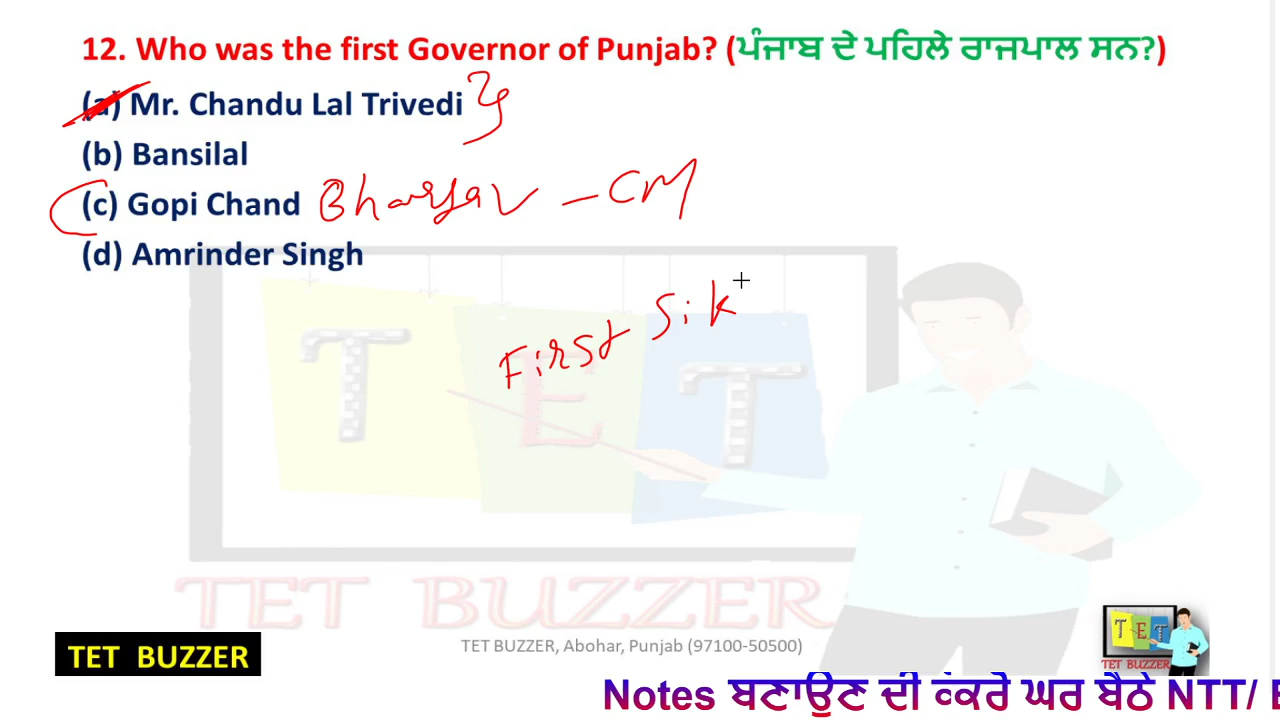 12. Who was the first Governor of Punjab? (ਪੰਜਾਬ ਦੇ ਪਹਿਲੇ ਰਾਜਪਾਲ ਸਨ?)
(a) Mr. Chandu Lal Trivedi
(b) Bansilal
(c) Gopi Chand Bhargav - CM
(d) Amrinder Singh
First Sik
TET
TET BUZZER
TET BUZZER
TET BUZZER, Abohar, Punjab (97100-50500)
TET
TET BUZZER
Notes ਬਣਾਉਣ ਦੀ ਘਰ ਬੈਠੇ NTT/